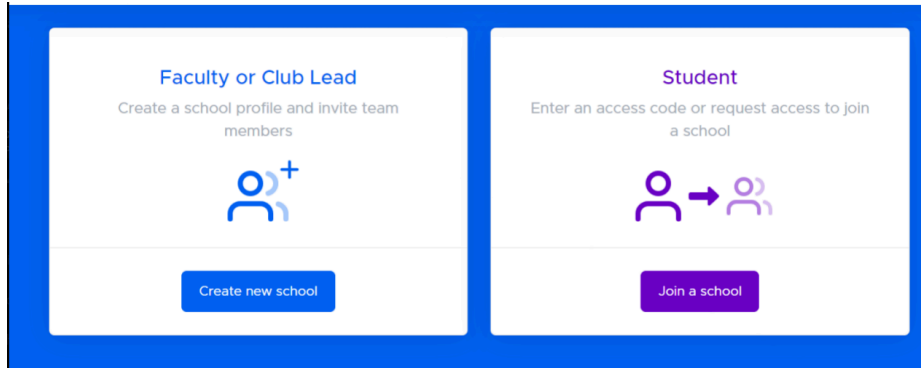 Faculty or Club Lead
Create a school profile and invite team
members
Create new school
Student
Enter an access code or request access to join
a school
Join a school